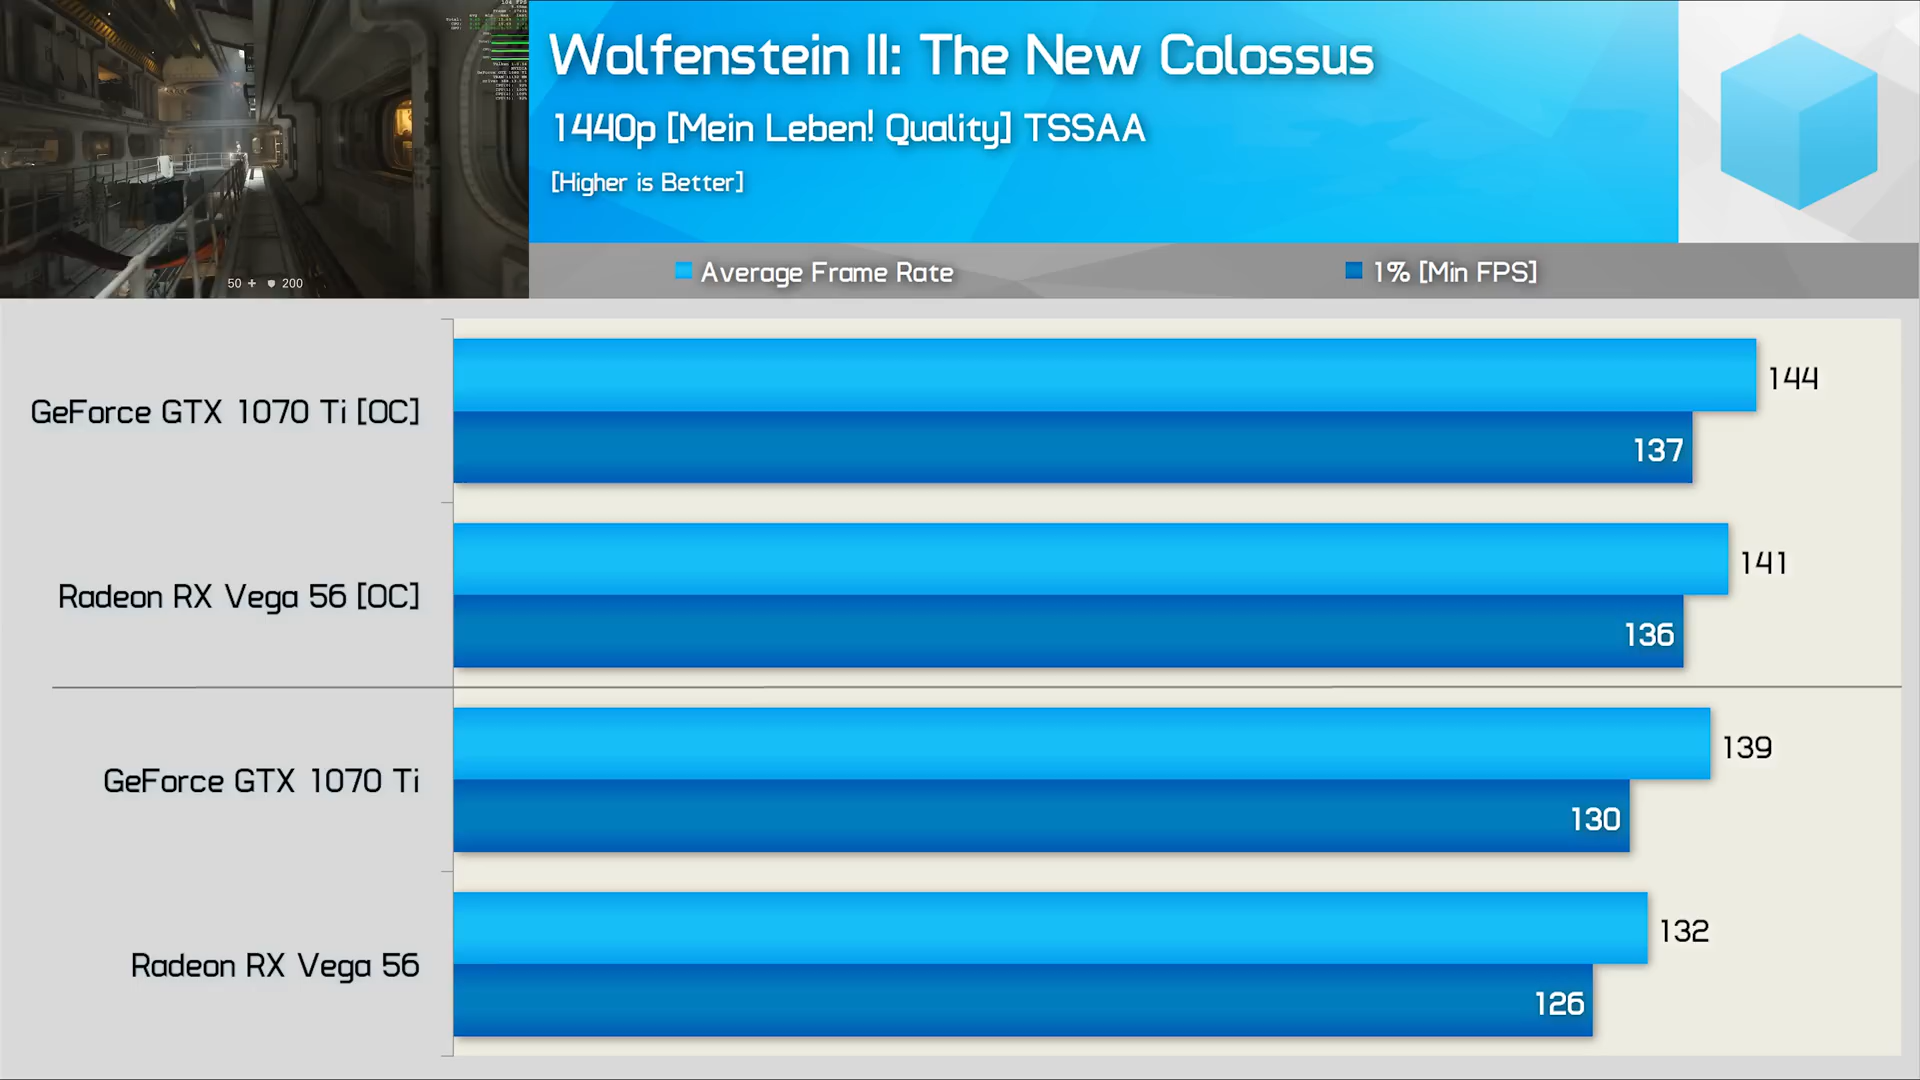 Wolfenstein II: The New Colossus
1440p [Mein Leben! Quality] TSSAA
[Higher is Better]
50 + 200
Average Frame Rate
1% [Min FPS]
GeForce GTX 1070 Ti [OC]
144
137
Radeon RX Vega 56 [OC]
141
136
GeForce GTX 1070 Ti
139
130
Radeon RX Vega 56
132
126